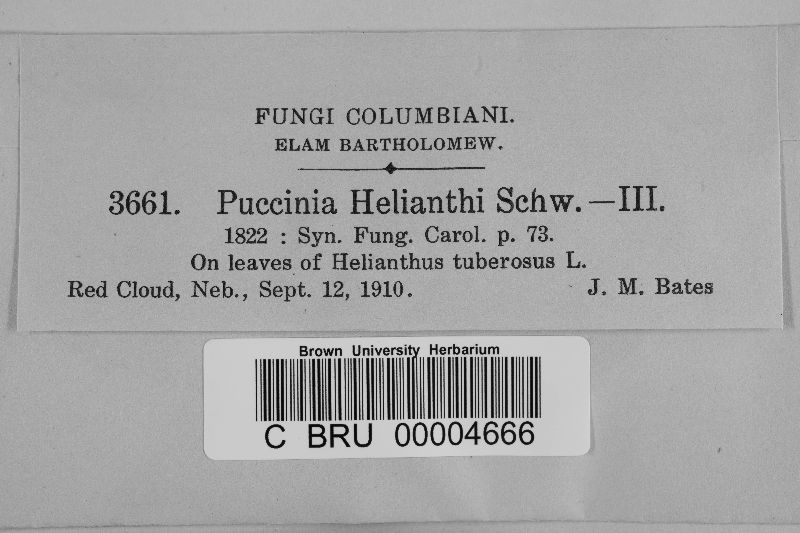 FUNGI COLUMBIANI.
ELAM BARTHOLOMEW.
3661. Puccinia Helianthi Schw.—III.
1822 : Syn. Fung. Carol. p. 73.
On leaves of Helianthus tuberosus L.
Red Cloud, Neb., Sept. 12, 1910. J. M. Bates
Brown University Herbarium
C BRU 00004666